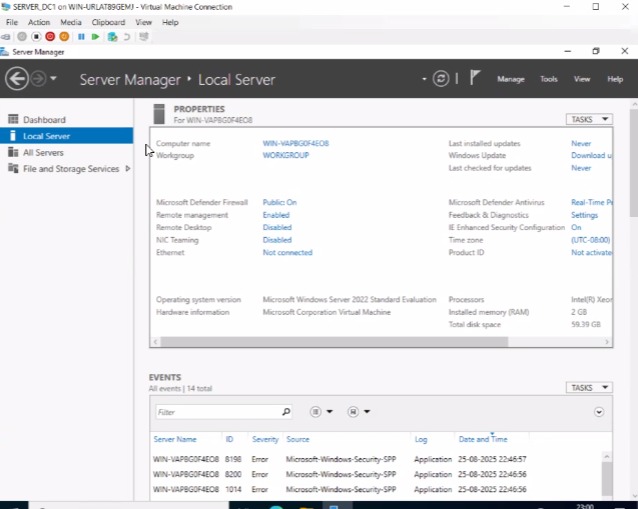 SERVER_DC1 on WIN-URLAT89GEMJ - Virtual Machine Connection
File Action Media Clipboard View Help
Server Manager
Server Manager • Local Server
Manage Tools View Help
Dashboard
Local Server
All Servers
File and Storage Services
PROPERTIES
For WIN-VAPBG0F4EO8
TASKS
Computer name WIN-VAPBG0F4EO8 Last installed updates Never
Workgroup WORKGROUP Windows Update Download u
Last checked for updates Never
Microsoft Defender Firewall Public: On Microsoft Defender Antivirus Real-Time Pr
Remote management Enabled Feedback & Diagnostics Settings
Remote Desktop Disabled IE Enhanced Security Configuration On
NIC Teaming Disabled Time zone (UTC-08:00)
Ethernet Not connected Product ID Not activate
Operating system version Microsoft Windows Server 2022 Standard Evaluation Processors Intel(R) Xeor
Hardware information Microsoft Corporation Virtual Machine Installed memory (RAM) 2 GB
Total disk space 59.39 GB
EVENTS
All events | 14 total
TASKS
Filter
Server Name ID Severity Source Log Date and Time
WIN-VAPBG0F4EO8 8198 Error Microsoft-Windows-Security-SPP Application 25-08-2025 22:46:57
WIN-VAPBG0F4EO8 8200 Error Microsoft-Windows-Security-SPP Application 25-08-2025 22:46:56
WIN-VAPBG0F4EO8 1014 Error Microsoft-Windows-Security-SPP Application 25-08-2025 22:46:56
23:00